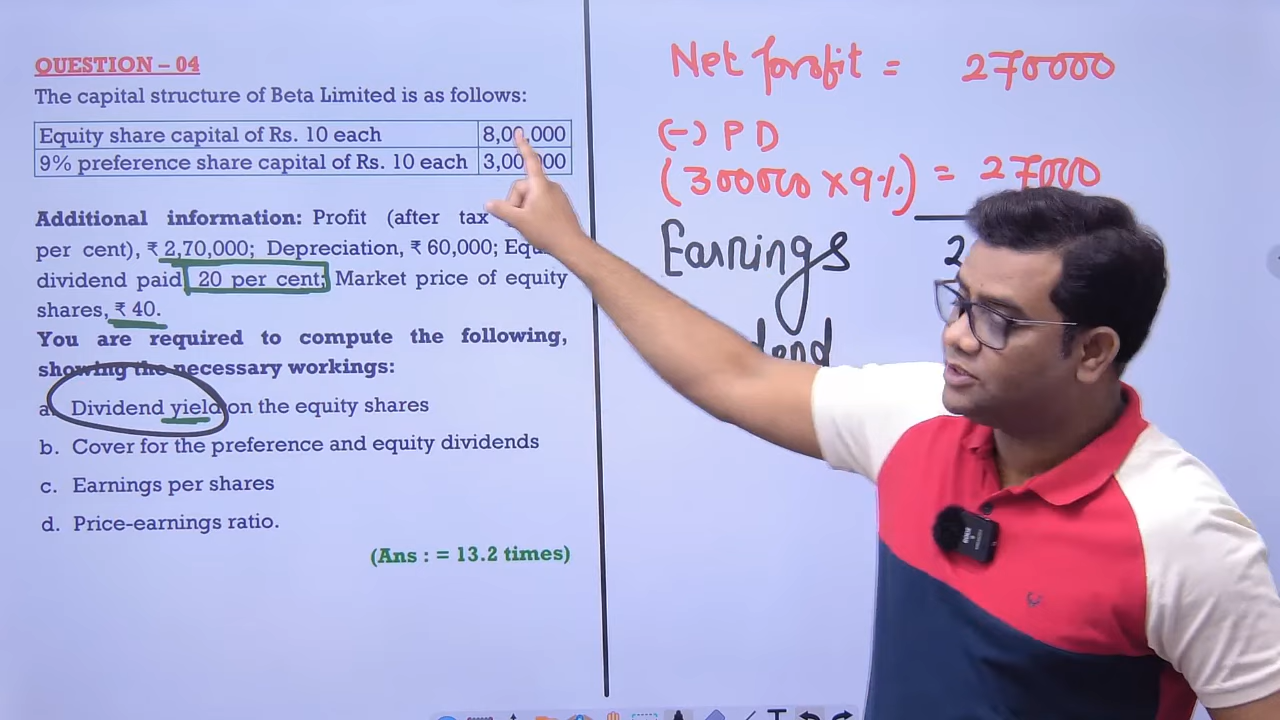 QUESTION – 04
The capital structure of Beta Limited is as follows:
Equity share capital of Rs. 10 each 8,00,000
9% preference share capital of Rs. 10 each 3,00,000
Additional information: Profit (after tax
per cent), ₹ 2,70,000; Depreciation, ₹ 60,000;
dividend paid 20 per cent; Market price of equity
shares, ₹ 40.
You are required to compute the following,
showing the necessary workings:
a. Dividend yield on the equity shares
b. Cover for the preference and equity dividends
c. Earnings per shares
d. Price-earnings ratio.
(Ans : = 13.2 times)
Net profit = 270000
(-) PD
(300000 x 9%) = 27000
Earnings 2